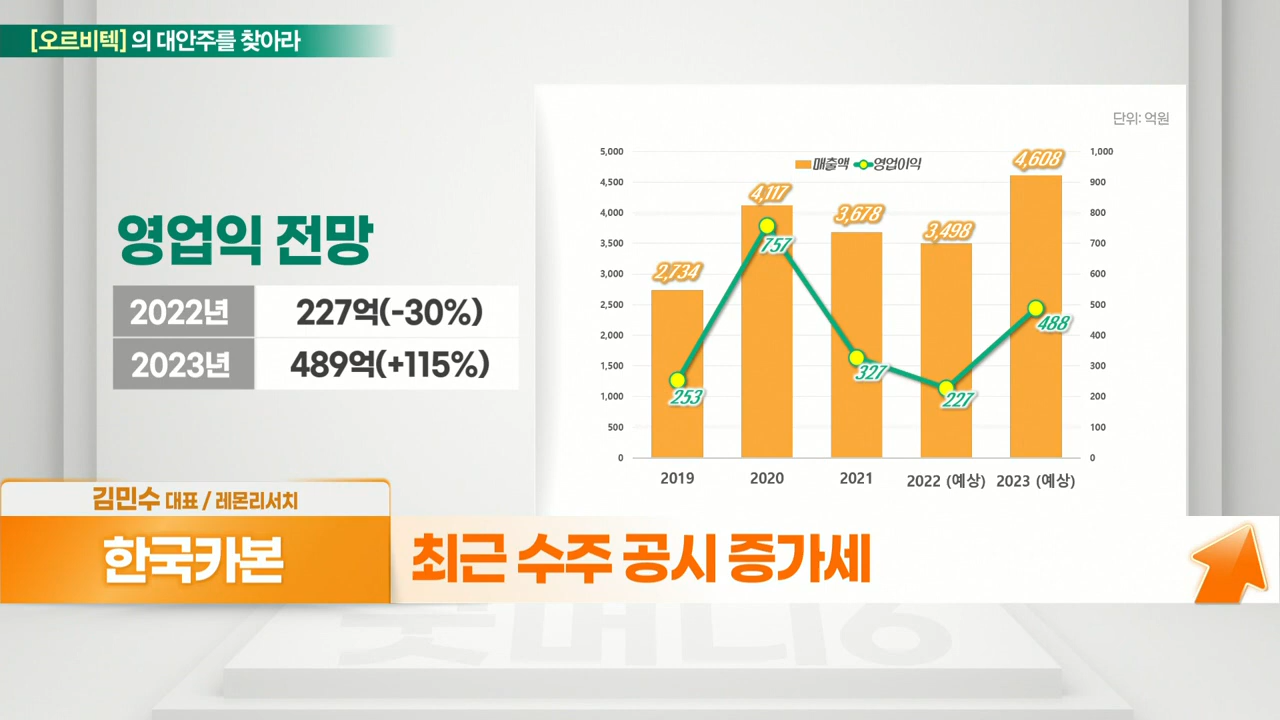 [오르비텍]의 대안주를 찾아라
단위: 억원
영업익 전망
2022년 227억(-30%)
2023년 489억(+115%)
매출액 영업이익
5,000 1,000
4,500 900
4,000 800
3,500 700
3,000 600
2,500 500
2,000 400
1,500 300
1,000 200
500 100
0 0
2,734 4,117 3,678 3,498 4,608
253 757 327 227 488
2019 2020 2021 2022 (예상) 2023 (예상)
김민수 대표 / 레몬리서치
한국카본
최근 수주 공시 증가세
굿머니6